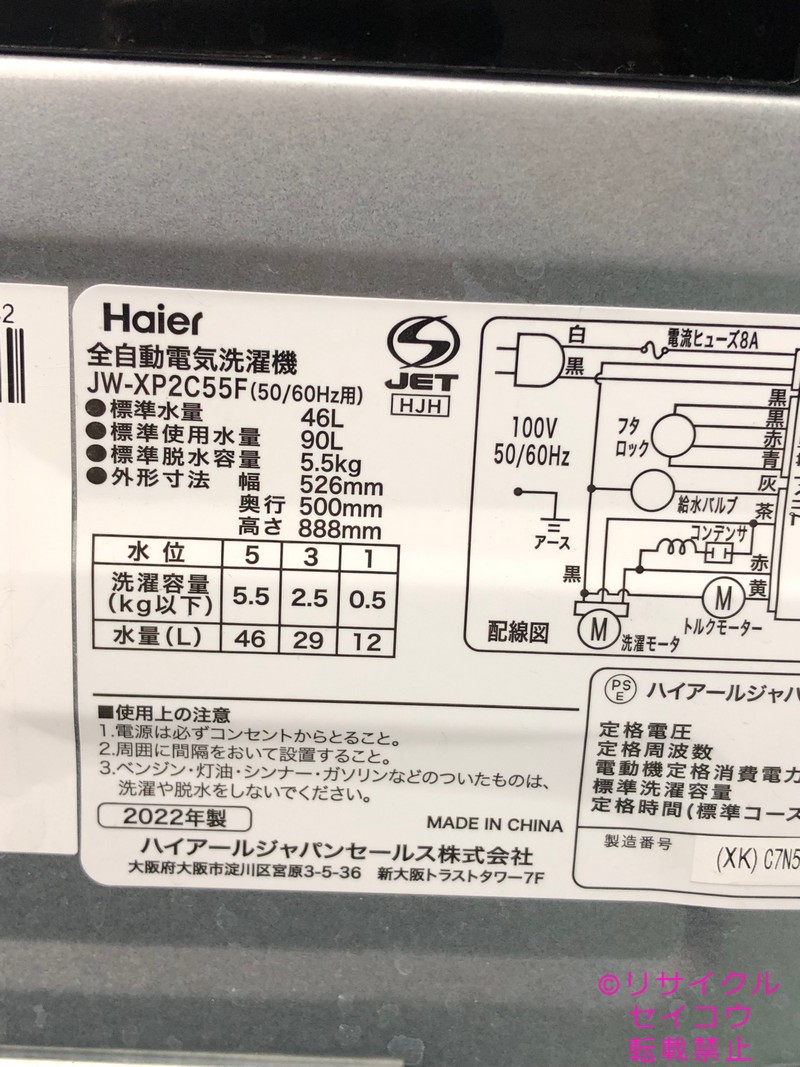 2
Haier
全自動電気洗濯機
JW-XP2C55F(50/60Hz用)
●標準水量 46L
●標準使用水量 90L
●標準脱水容量 5.5kg
●外形寸法 幅 526mm
奥行 500mm
高さ 888mm
水位 5 3 1
洗濯容量(kg以下) 5.5 2.5 0.5
水量(L) 46 29 12
■使用上の注意
1.電源は必ずコンセントからとること。
2.周囲に間隔をおいて設置すること。
3.ベンジン・灯油・シンナー・ガソリンなどのついたものは、
洗濯や脱水をしないでください。
2022年製
MADE IN CHINA
ハイアールジャパンセールス株式会社
大阪府大阪市淀川区宮原3-5-36 新大阪トラストタワー7F
JET
HJH
白
電流ヒューズ8A
黒
100V
50/60Hz
アース
フタ
ロック
黒
黒
赤
青
灰
給水バルブ
茶
コンデンサ
赤
黒
黄
M
洗濯モータ
M
トルクモーター
配線図
PS
E
ハイアールジャパ
定格電圧
定格周波数
電動機定格消費電力
標準洗濯容量
定格時間(標準コース
製造番号
(XK) C7N5
©リサイクル
セイコウ
転載禁止